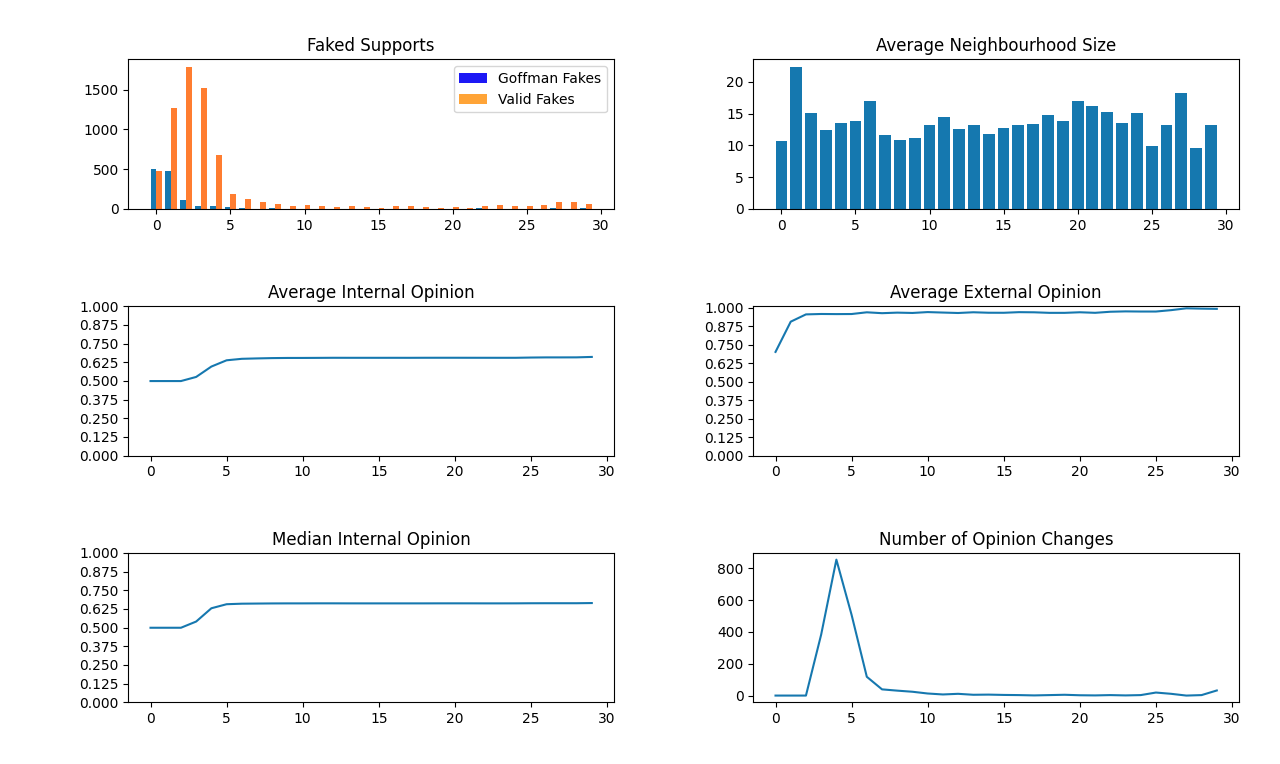 Faked Supports
1500
1000
500
0
Goffman Fakes
Valid Fakes
0 5 10 15 20 25 30
Average Neighbourhood Size
20
15
10
5
0
0 5 10 15 20 25 30
Average Internal Opinion
1.000
0.875
0.750
0.625
0.500
0.375
0.250
0.125
0.000
0 5 10 15 20 25 30
Average External Opinion
1.000
0.875
0.750
0.625
0.500
0.375
0.250
0.125
0.000
0 5 10 15 20 25 30
Median Internal Opinion
1.000
0.875
0.750
0.625
0.500
0.375
0.250
0.125
0.000
0 5 10 15 20 25 30
Number of Opinion Changes
800
600
400
200
0
0 5 10 15 20 25 30